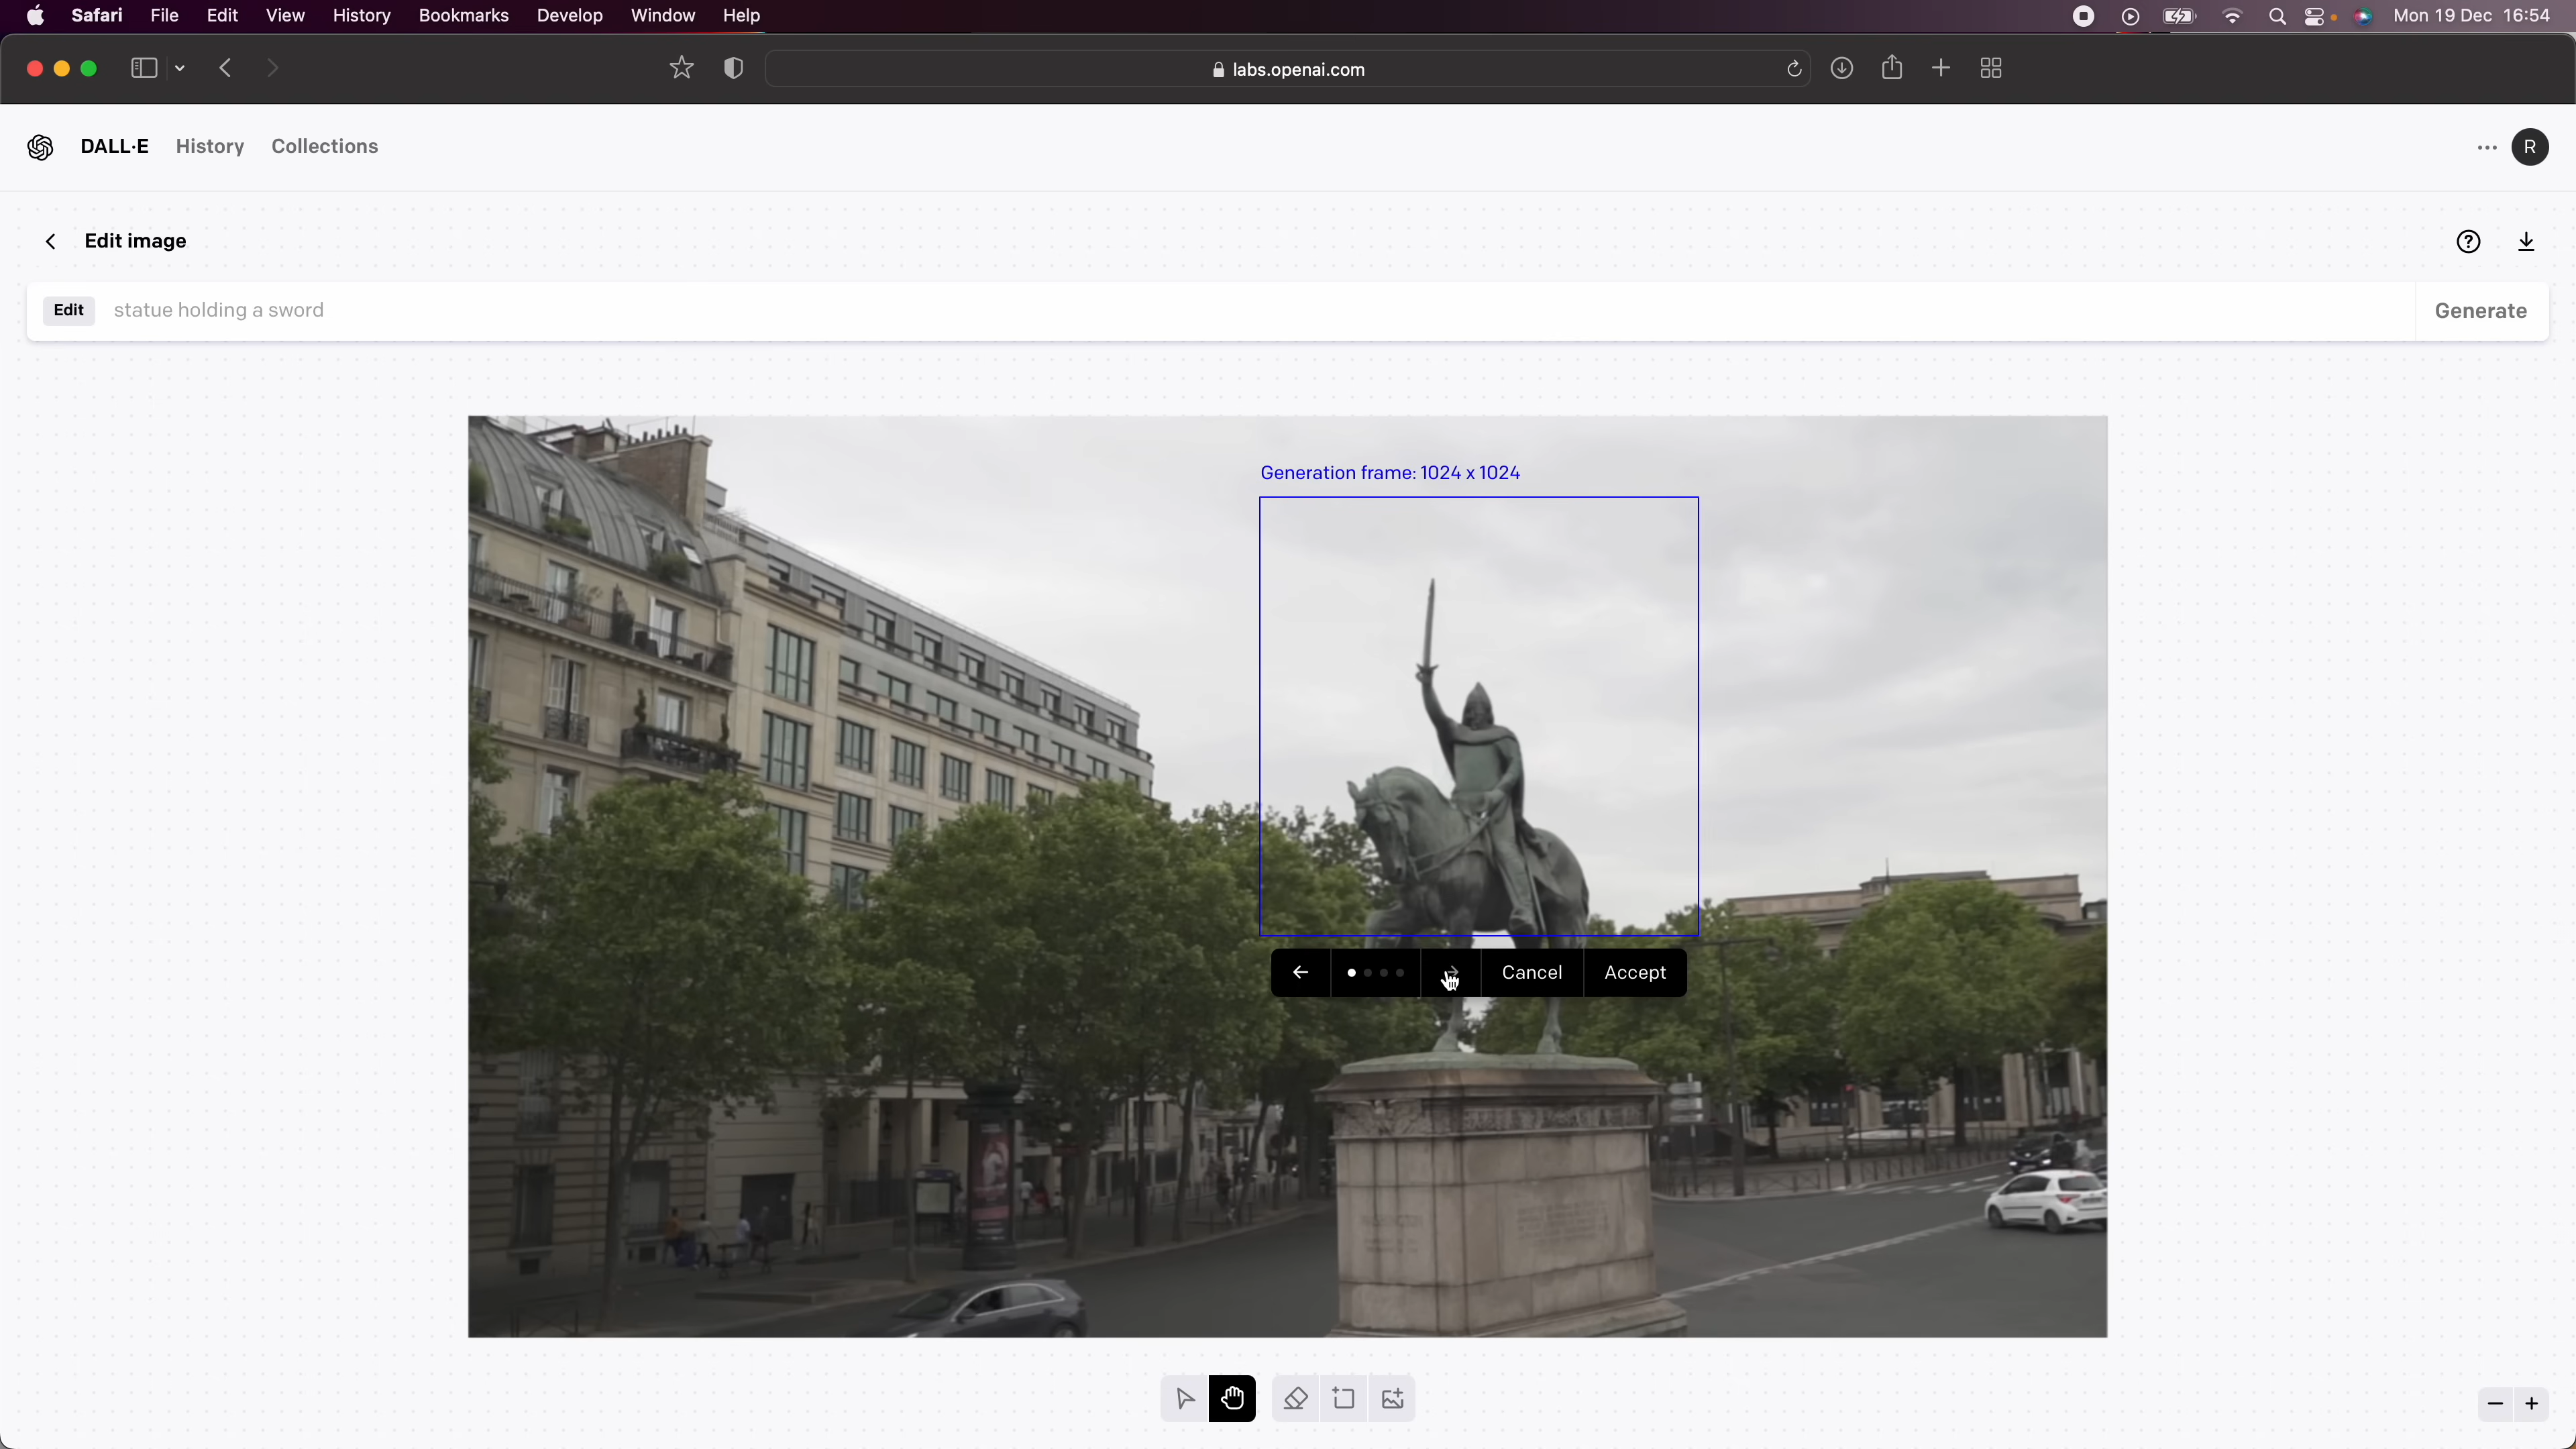 Safari File Edit View History Bookmarks Develop Window Help Mon 19 Dec 16:54
labs.openai.com
DALL·E History Collections R
Edit image
Edit statue holding a sword Generate
Generation frame: 1024 x 1024
Cancel Accept